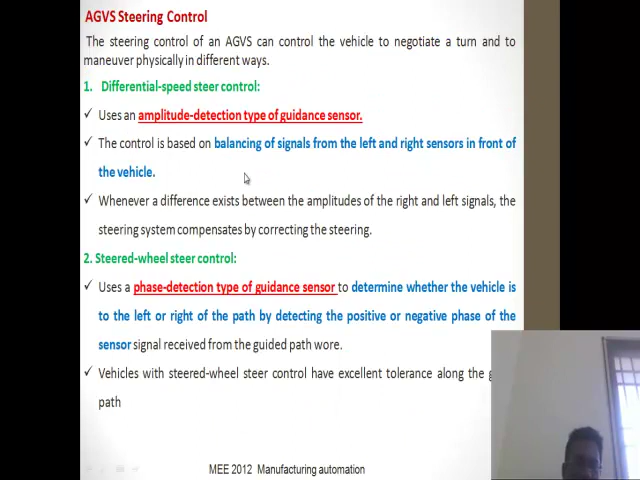 AGVS Steering Control
The steering control of an AGVS can control the vehicle to negotiate a turn and to
maneuver physically in different ways.
1. Differential-speed steer control:
✓ Uses an amplitude-detection type of guidance sensor.
✓ The control is based on balancing of signals from the left and right sensors in front of
the vehicle.
✓ Whenever a difference exists between the amplitudes of the right and left signals, the
steering system compensates by correcting the steering.
2. Steered-wheel steer control:
✓ Uses a phase-detection type of guidance sensor to determine whether the vehicle is
to the left or right of the path by detecting the positive or negative phase of the
sensor signal received from the guided path wore.
✓ Vehicles with steered-wheel steer control have excellent tolerance along the
path
MEE 2012 Manufacturing automation